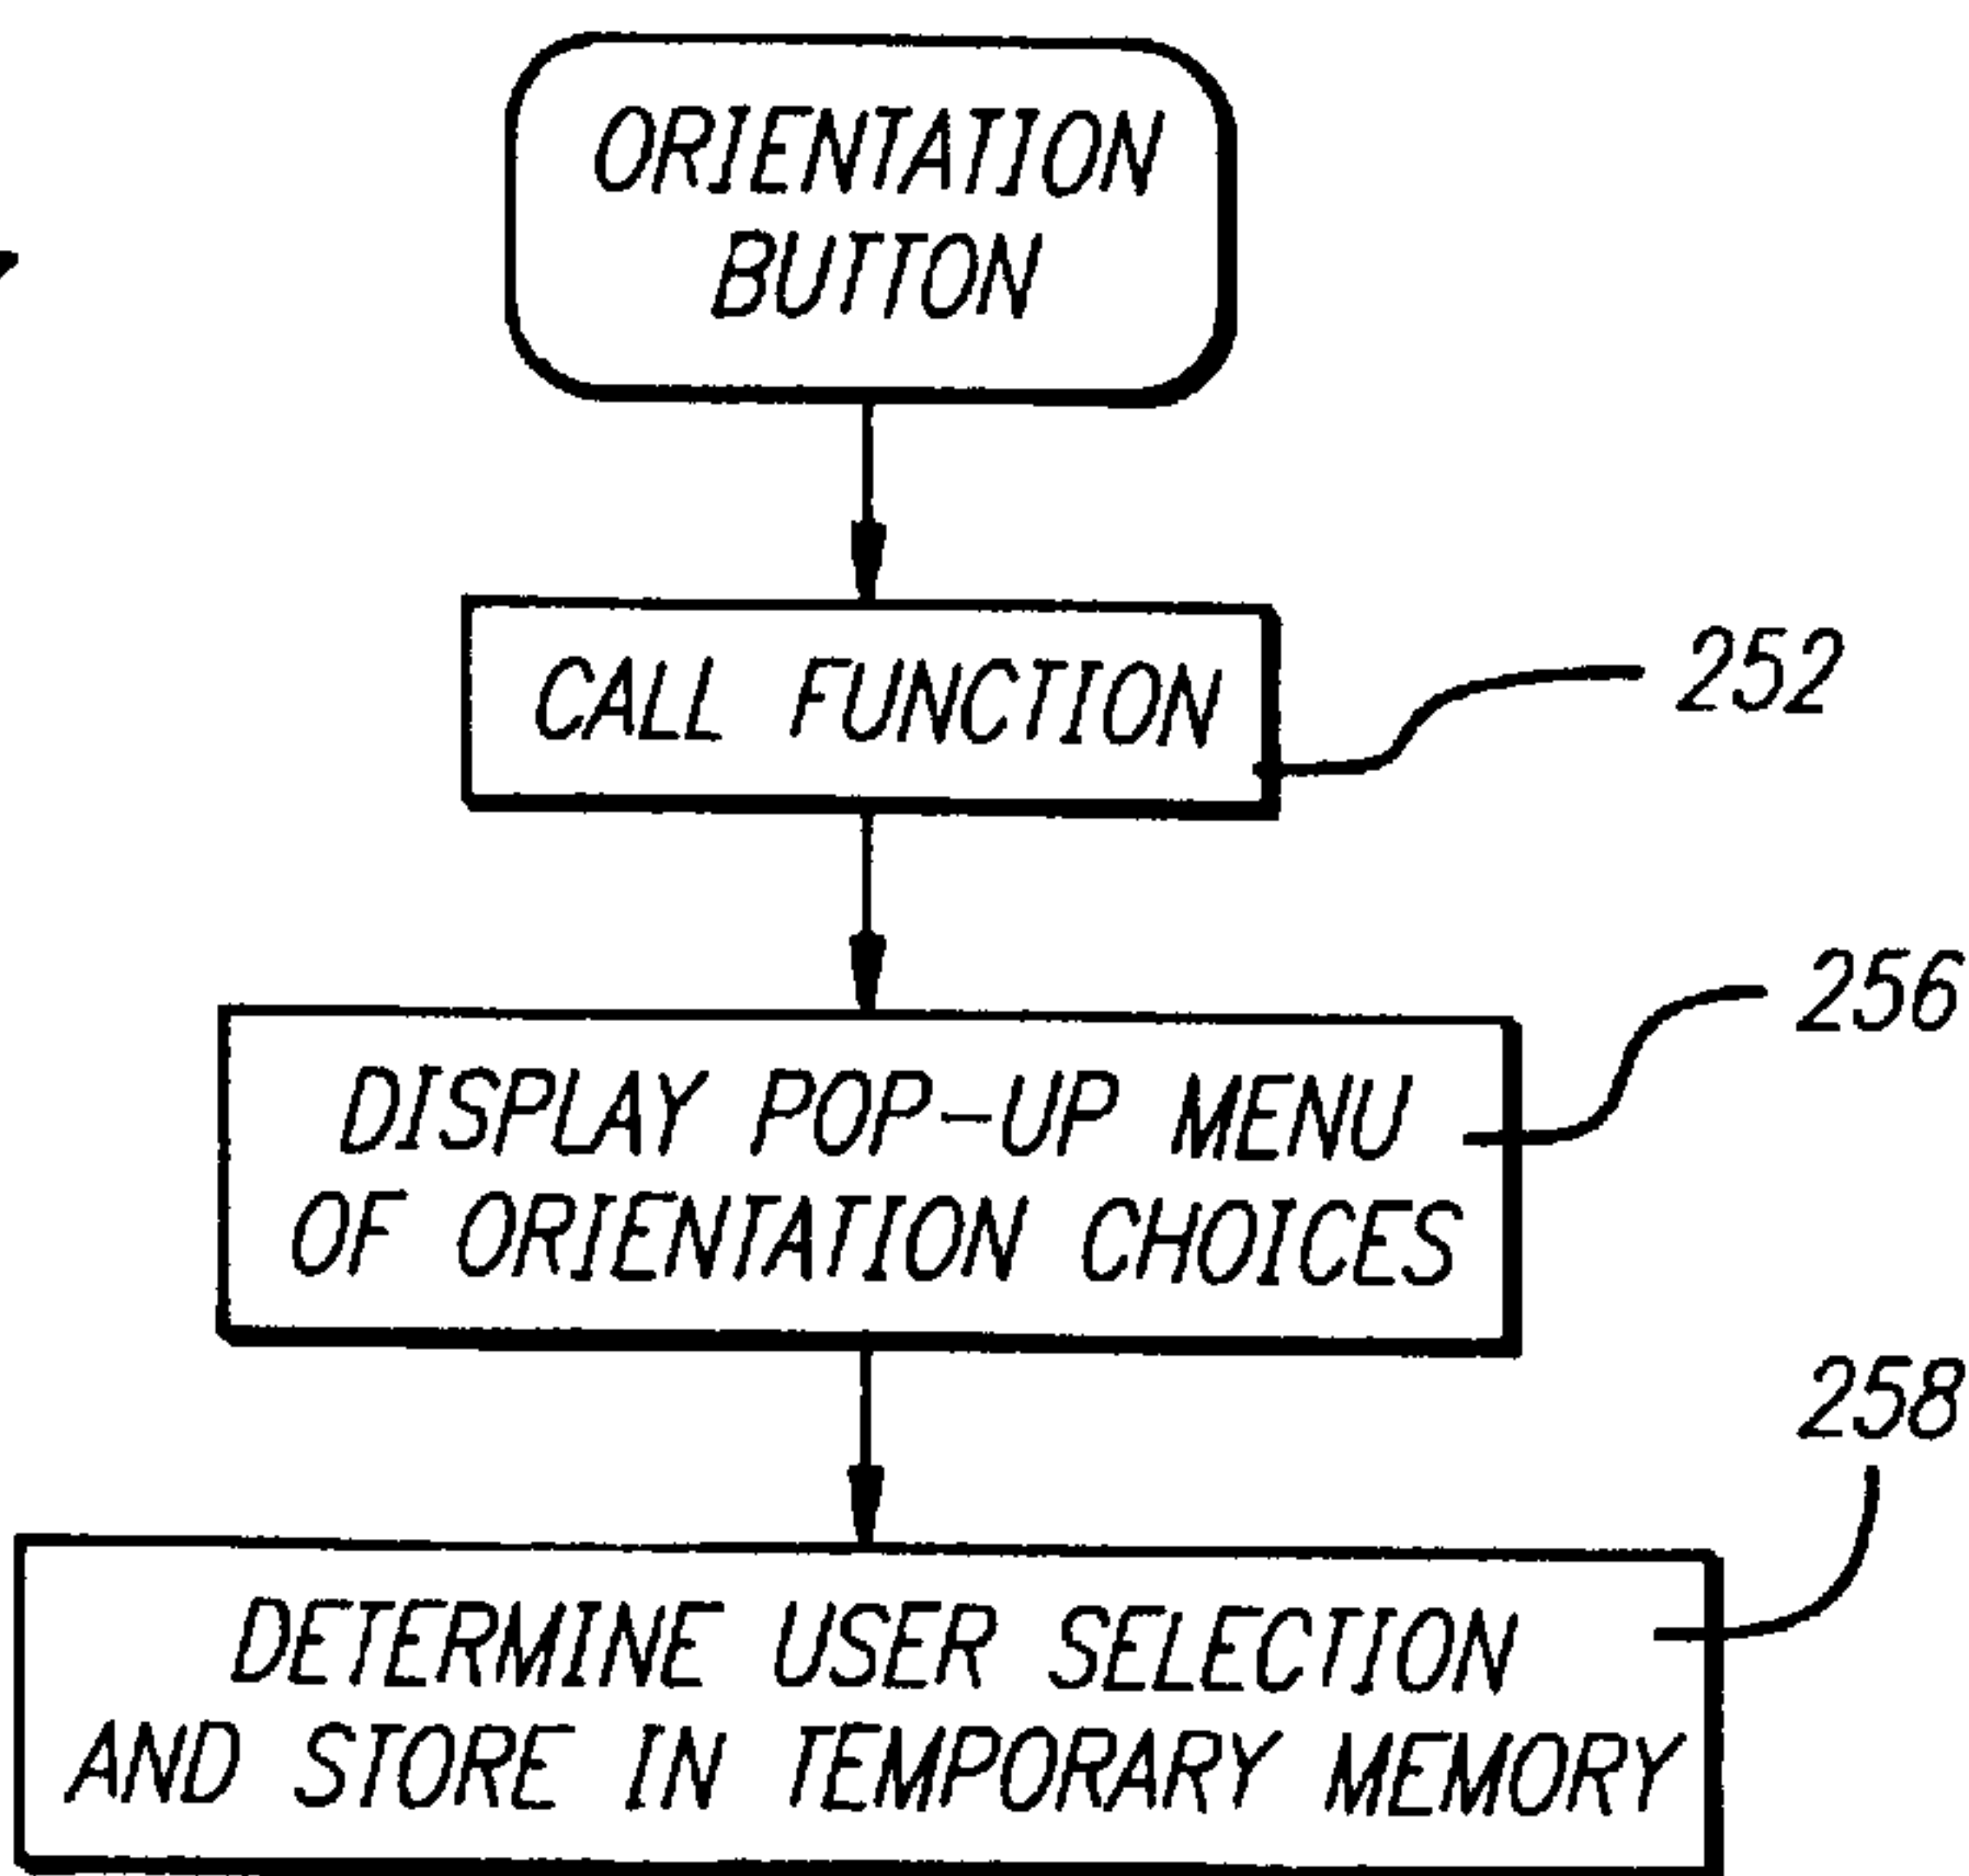 ORIENTATION
BUTTON
CALL FUNCTION
252
256
DISPLAY POP-UP MENU
OF ORIENTATION CHOICES
258
DETERMINE USER SELECTION
AND STORE IN TEMPORARY MEMORY